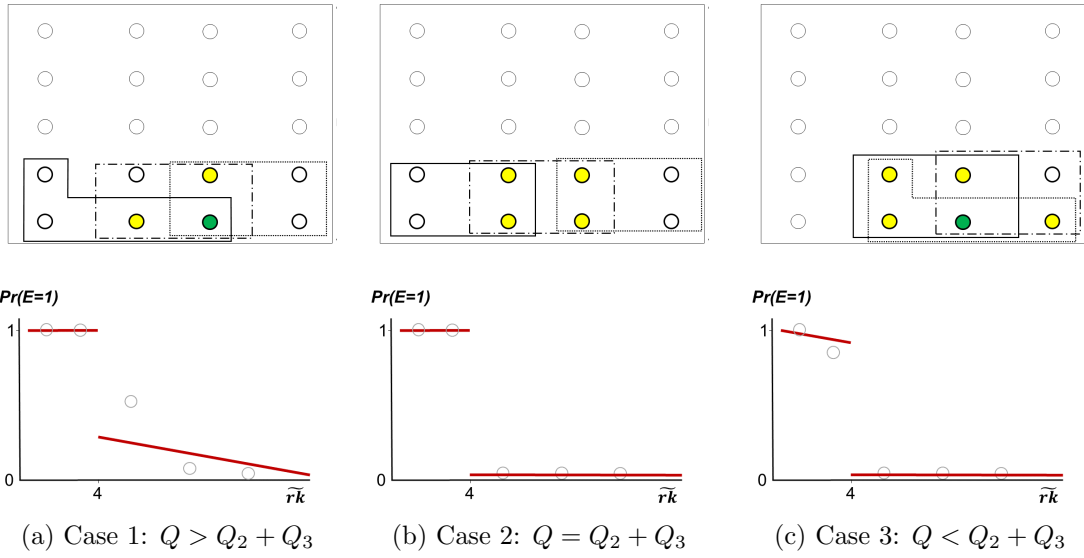 Pr(E=1) Pr(E=1) Pr(E=1)
1 1 1
0 0 0
4 r̃k 4 r̃k 4 r̃k
(a) Case 1: Q > Q₂ + Q₃ (b) Case 2: Q = Q₂ + Q₃ (c) Case 3: Q < Q₂ + Q₃